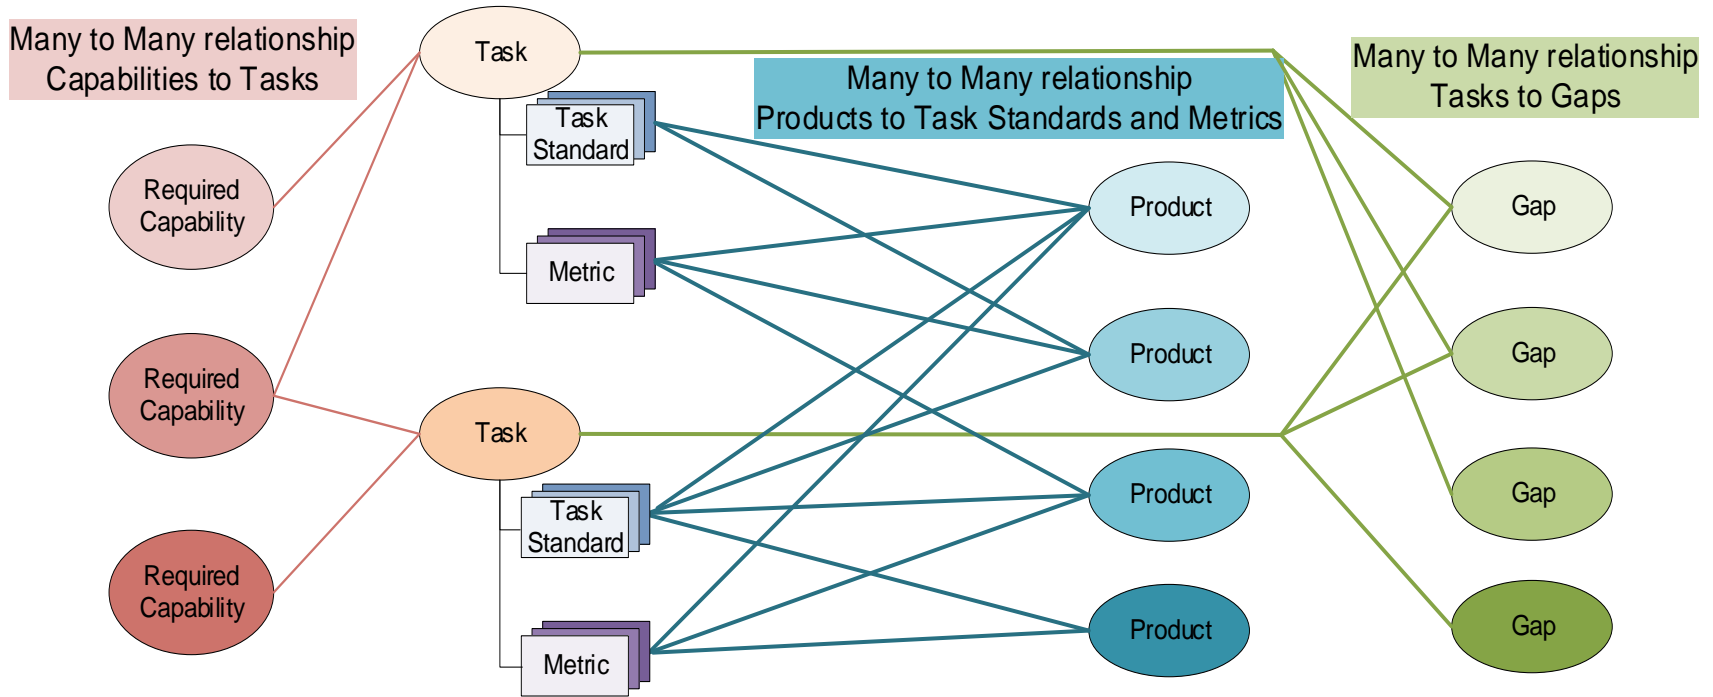 Many to Many relationship
Capabilities to Tasks
Task
Many to Many relationship
Products to Task Standards and Metrics
Many to Many relationship
Tasks to Gaps
Task
Standard
Required
Capability
Product
Gap
Metric
Required
Capability
Product
Gap
Task
Task
Standard
Product
Gap
Required
Capability
Metric
Product
Gap